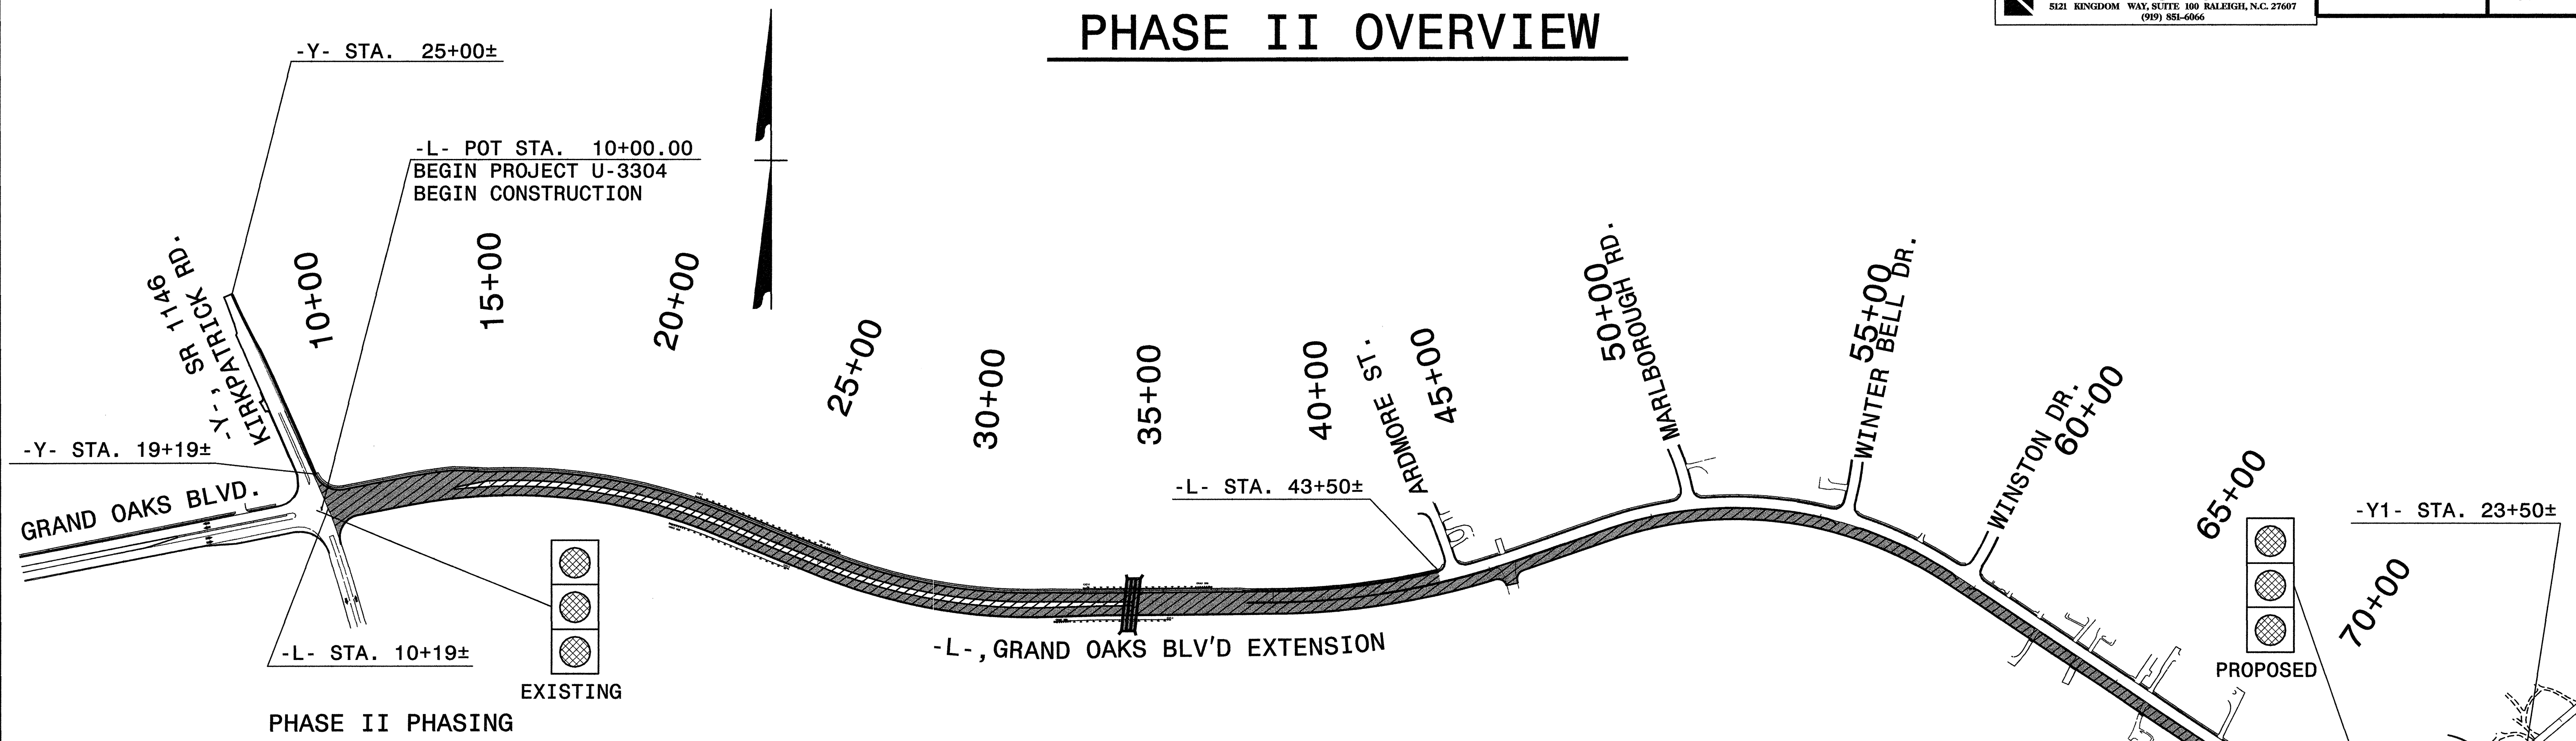 PHASE II OVERVIEW
5121 KINGDOM WAY, SUITE 100 RALEIGH, N.C. 27607
(919) 851-6066
-Y- STA. 25+00±
-L- POT STA. 10+00.00
BEGIN PROJECT U-3304
BEGIN CONSTRUCTION
-Y-, SR 1146
KIRKPATRICK RD.
10+00
15+00
20+00
25+00
30+00
35+00
40+00
ARDMORE ST.
45+00
50+00
MARLBOROUGH RD.
55+00
WINTER BELL DR.
WINSTON DR.
60+00
65+00
70+00
-Y- STA. 19+19±
GRAND OAKS BLVD.
-L- STA. 43+50±
-Y1- STA. 23+50±
-L- STA. 10+19±
EXISTING
-L-, GRAND OAKS BLV'D EXTENSION
PROPOSED
PHASE II PHASING